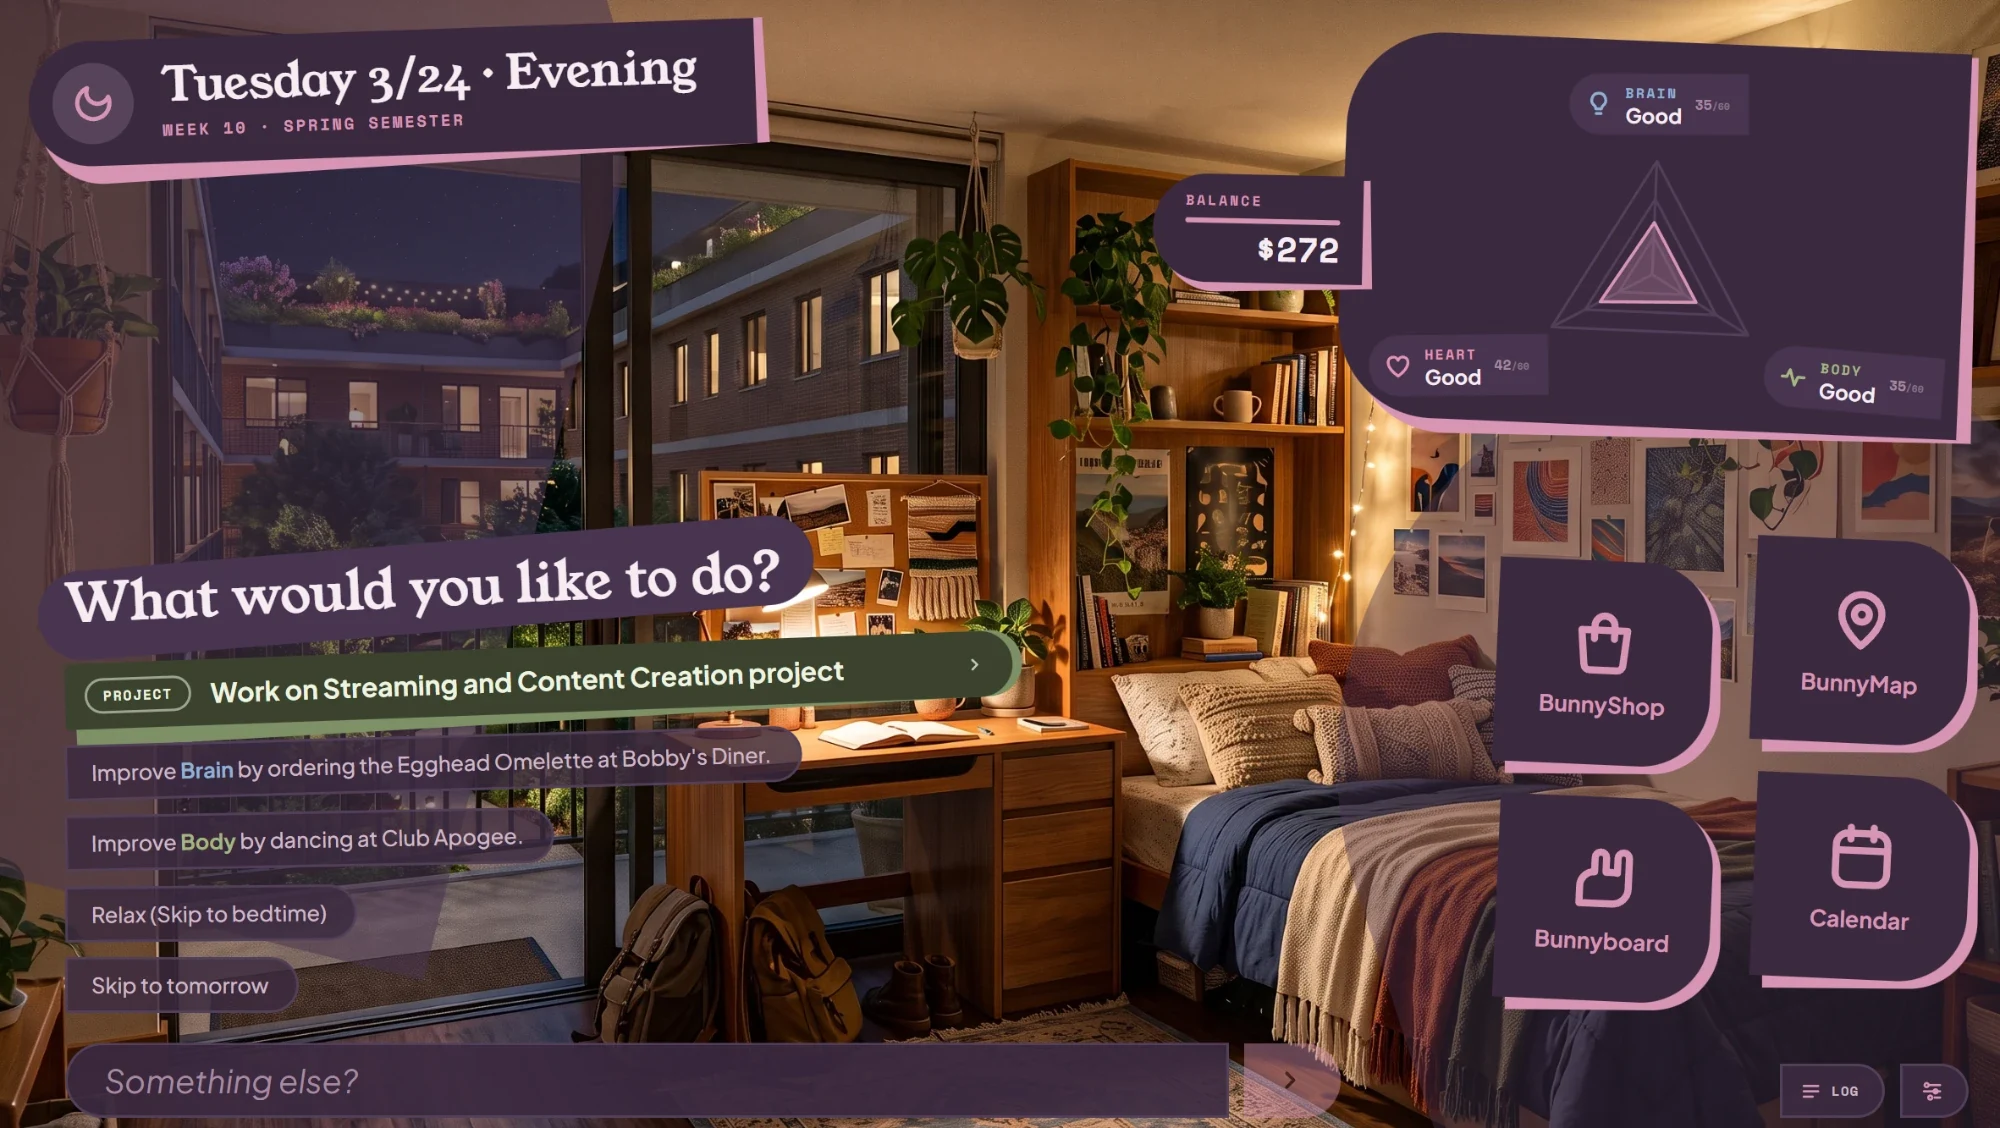 Tuesday 3/24 · Evening
WEEK 10 · SPRING SEMESTER
BRAIN
Good 35/60
BALANCE
$272
HEART
Good 42/60
BODY
Good 35/60
What would you like to do?
PROJECT Work on Streaming and Content Creation project
Improve Brain by ordering the Egghead Omelette at Bobby's Diner.
Improve Body by dancing at Club Apogee.
Relax (Skip to bedtime)
Skip to tomorrow
Something else?
BunnyShop
BunnyMap
Bunnyboard
Calendar
LOG